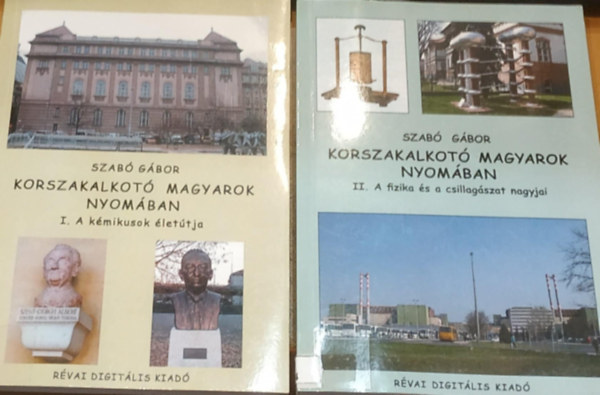 SZABÓ GÁBOR
KORSZAKALKOTÓ MAGYAROK
NYOMÁBAN
I. A kémikusok életútja
RÉVAI DIGITÁLIS KIADÓ
SZABÓ GÁBOR
KORSZAKALKOTÓ MAGYAROK
NYOMÁBAN
II. A fizika és a csillagászat nagyjai
RÉVAI DIGITÁLIS KIADÓ